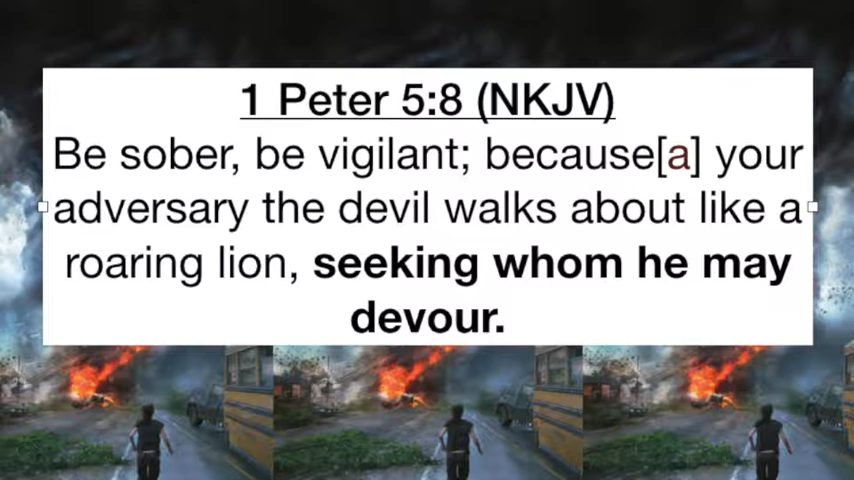 1 Peter 5:8 (NKJV)
Be sober, be vigilant; because[a] your
adversary the devil walks about like a
roaring lion, seeking whom he may
devour.